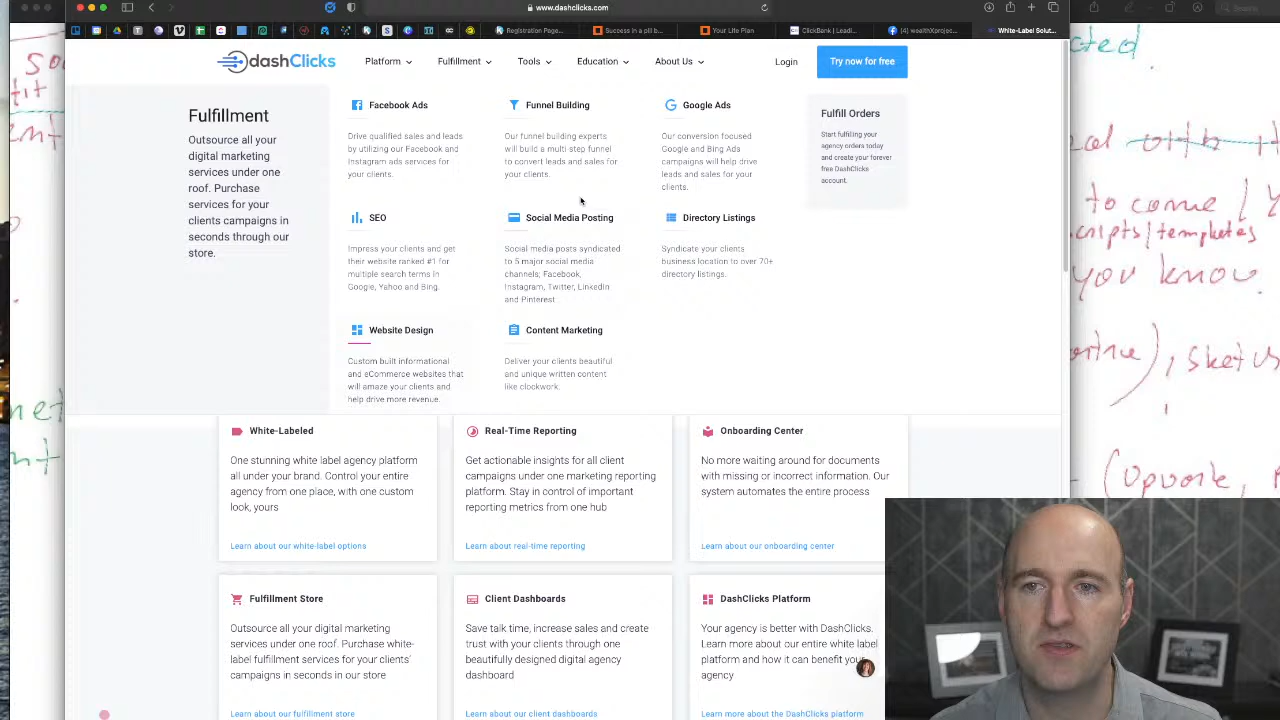 www.dashclicks.com
Registration Page...
Success in a pill b...
Your Life Plan
ClickBank | Leadi...
(4) wealthXprojec...
White-Label Solut...
dashClicks
Platform
Fulfillment
Tools
Education
About Us
Login
Try now for free
Fulfillment
Outsource all your
digital marketing
services under one
roof. Purchase
services for your
clients campaigns in
seconds through our
store.
Facebook Ads
Drive qualified sales and leads
by utilizing our Facebook and
Instagram ads services for
your clients.
Funnel Building
Our funnel building experts
will build a multi step funnel
to convert leads and sales for
your clients.
Google Ads
Our conversion focused
Google and Bing Ads
campaigns will help drive
leads and sales for your
clients.
Fulfill Orders
Start fulfilling your
agency orders today
and create your forever
free DashClicks
account.
SEO
Impress your clients and get
their website ranked #1 for
multiple search terms in
Google, Yahoo and Bing.
Social Media Posting
Social media posts syndicated
to 5 major social media
channels; Facebook,
Instagram, Twitter, LinkedIn
and Pinterest
Directory Listings
Syndicate your clients
business location to over 70+
directory listings.
Website Design
Custom built informational
and eCommerce websites that
will amaze your clients and
help drive more revenue.
Content Marketing
Deliver your clients beautiful
and unique written content
like clockwork.
White-Labeled
One stunning white label agency platform
all under your brand. Control your entire
agency from one place, with one custom
look, yours
Learn about our white-label options
Real-Time Reporting
Get actionable insights for all client
campaigns under one marketing reporting
platform. Stay in control of important
reporting metrics from one hub
Learn about real-time reporting
Onboarding Center
No more waiting around for documents
with missing or incorrect information. Our
system automates the entire process
Learn about our onboarding center
Fulfillment Store
Outsource all your digital marketing
services under one roof. Purchase white-
label fulfillment services for your clients'
campaigns in seconds in our store
Learn about our fulfillment store
Client Dashboards
Save talk time, increase sales and create
trust with your clients through one
beautifully designed digital agency
dashboard
Learn about our client dashboards
DashClicks Platform
Your agency is better with DashClicks.
Learn more about our entire white label
platform and how it can benefit your
agency
Learn more about the DashClicks platform
to come
scripts/templates
you know.
(Upwork,